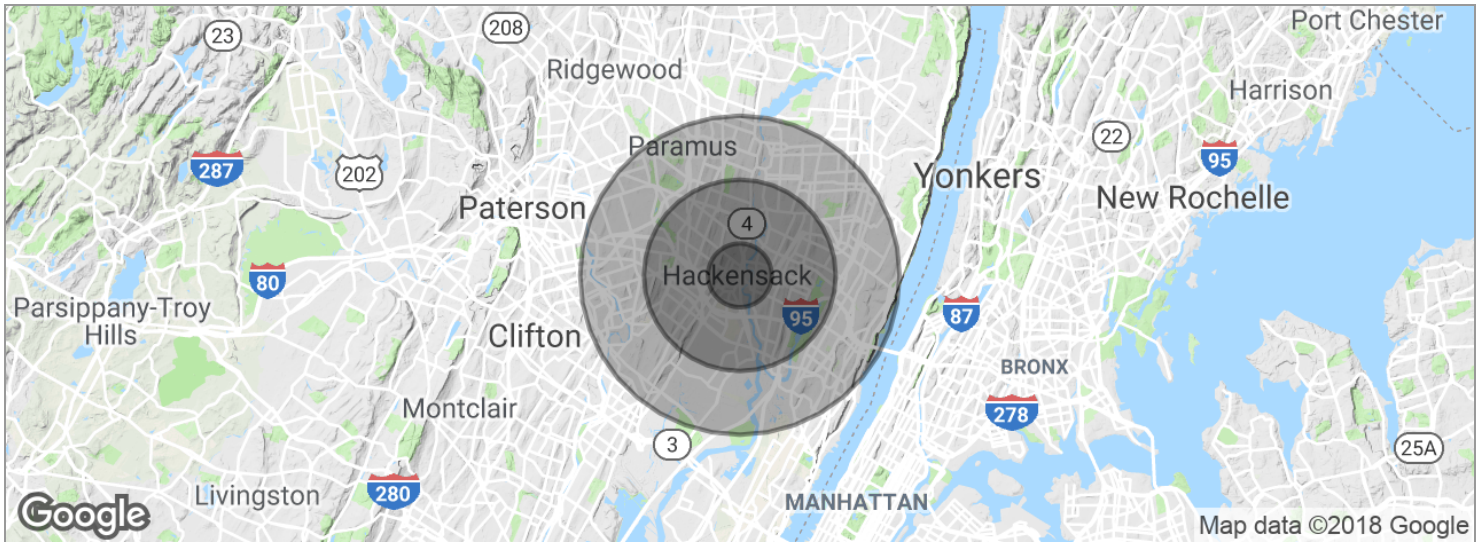 Port Chester
23
208
Ridgewood
Harrison
22
95
Paramus
287
202
Yonkers
New Rochelle
Paterson
4
Hackensack
80
Parsippany-Troy
Hills
95
87
Clifton
BRONX
Montclair
278
3
25A
Livingston
280
MANHATTAN
Google
Map data ©2018 Google